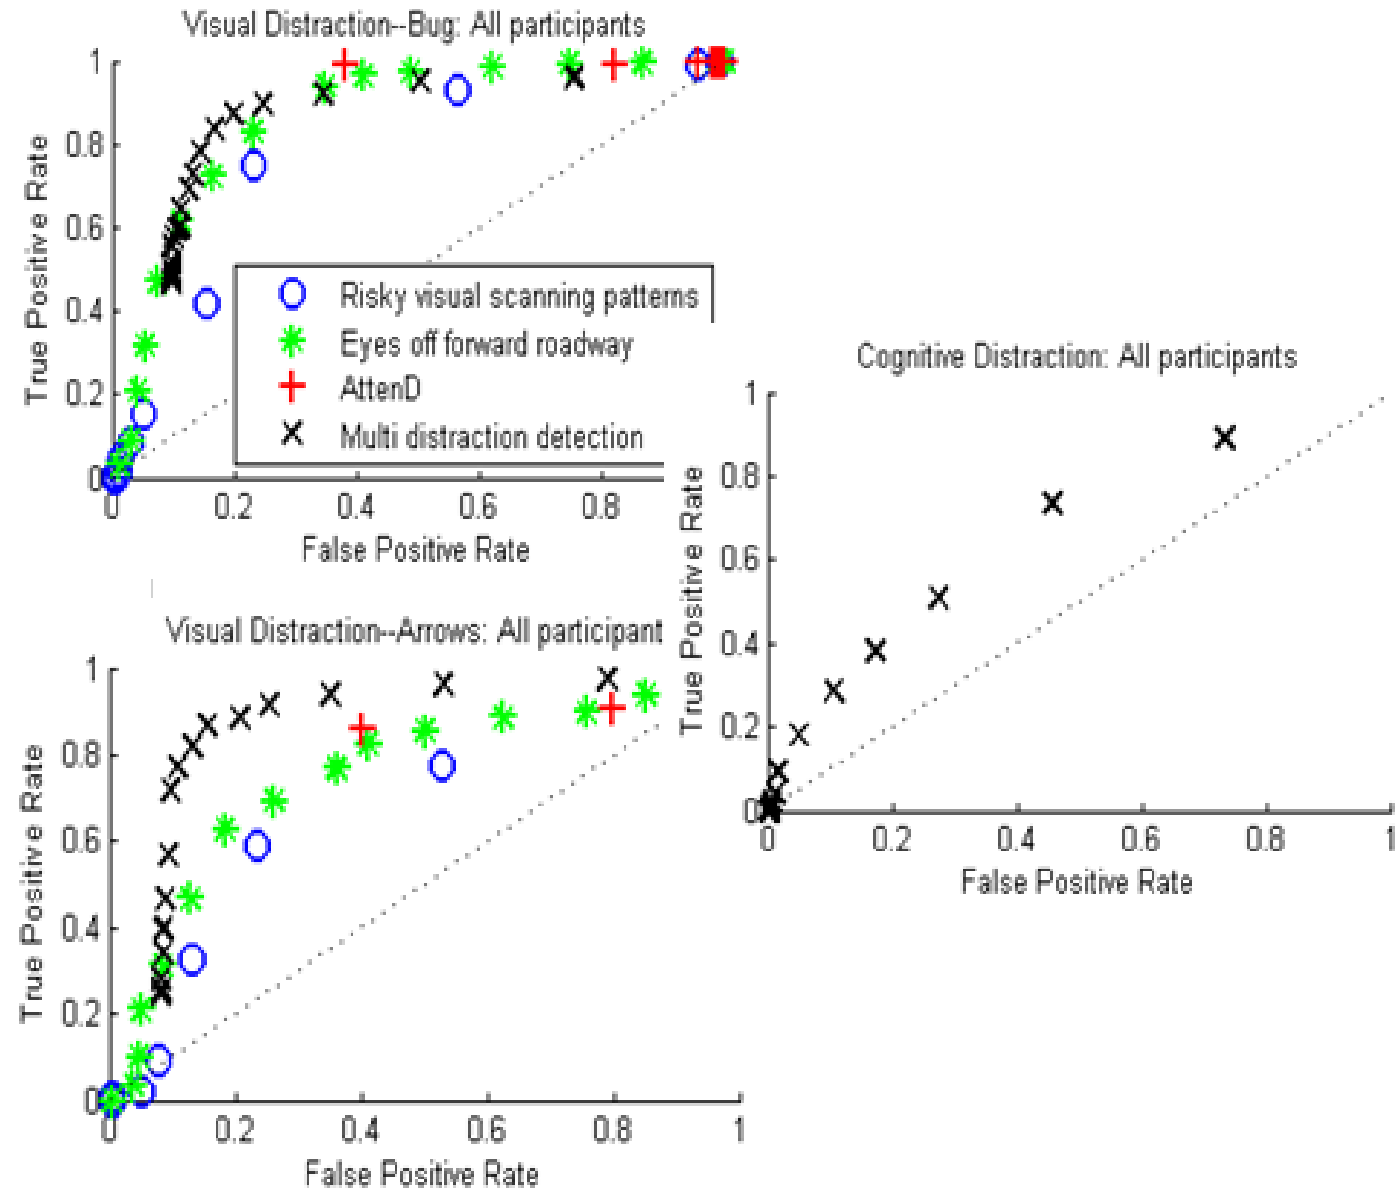 Visual Distraction--Bug: All participants
1
0.8
0.6
0.4
0.2
0
True Positive Rate
Risky visual scanning patterns
Eyes off forward roadway
AttenD
Multi distraction detection
0 0.2 0.4 0.6 0.8
False Positive Rate
Cognitive Distraction: All participants
1
0.8
0.6
0.4
0.2
0
True Positive Rate
0 0.2 0.4 0.6 0.8 1
False Positive Rate
Visual Distraction--Arrows: All participant
1
0.8
0.6
0.4
0.2
0
True Positive Rate
0 0.2 0.4 0.6 0.8 1
False Positive Rate